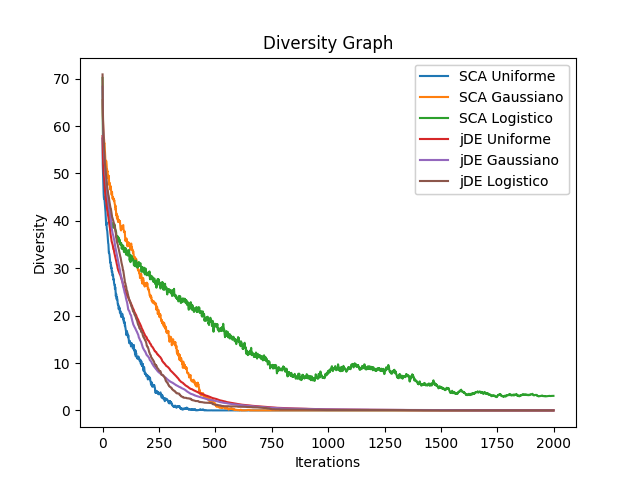 Diversity Graph
SCA Uniforme
SCA Gaussiano
SCA Logistico
jDE Uniforme
jDE Gaussiano
jDE Logistico
Diversity
70
60
50
40
30
20
10
0
0 250 500 750 1000 1250 1500 1750 2000
Iterations